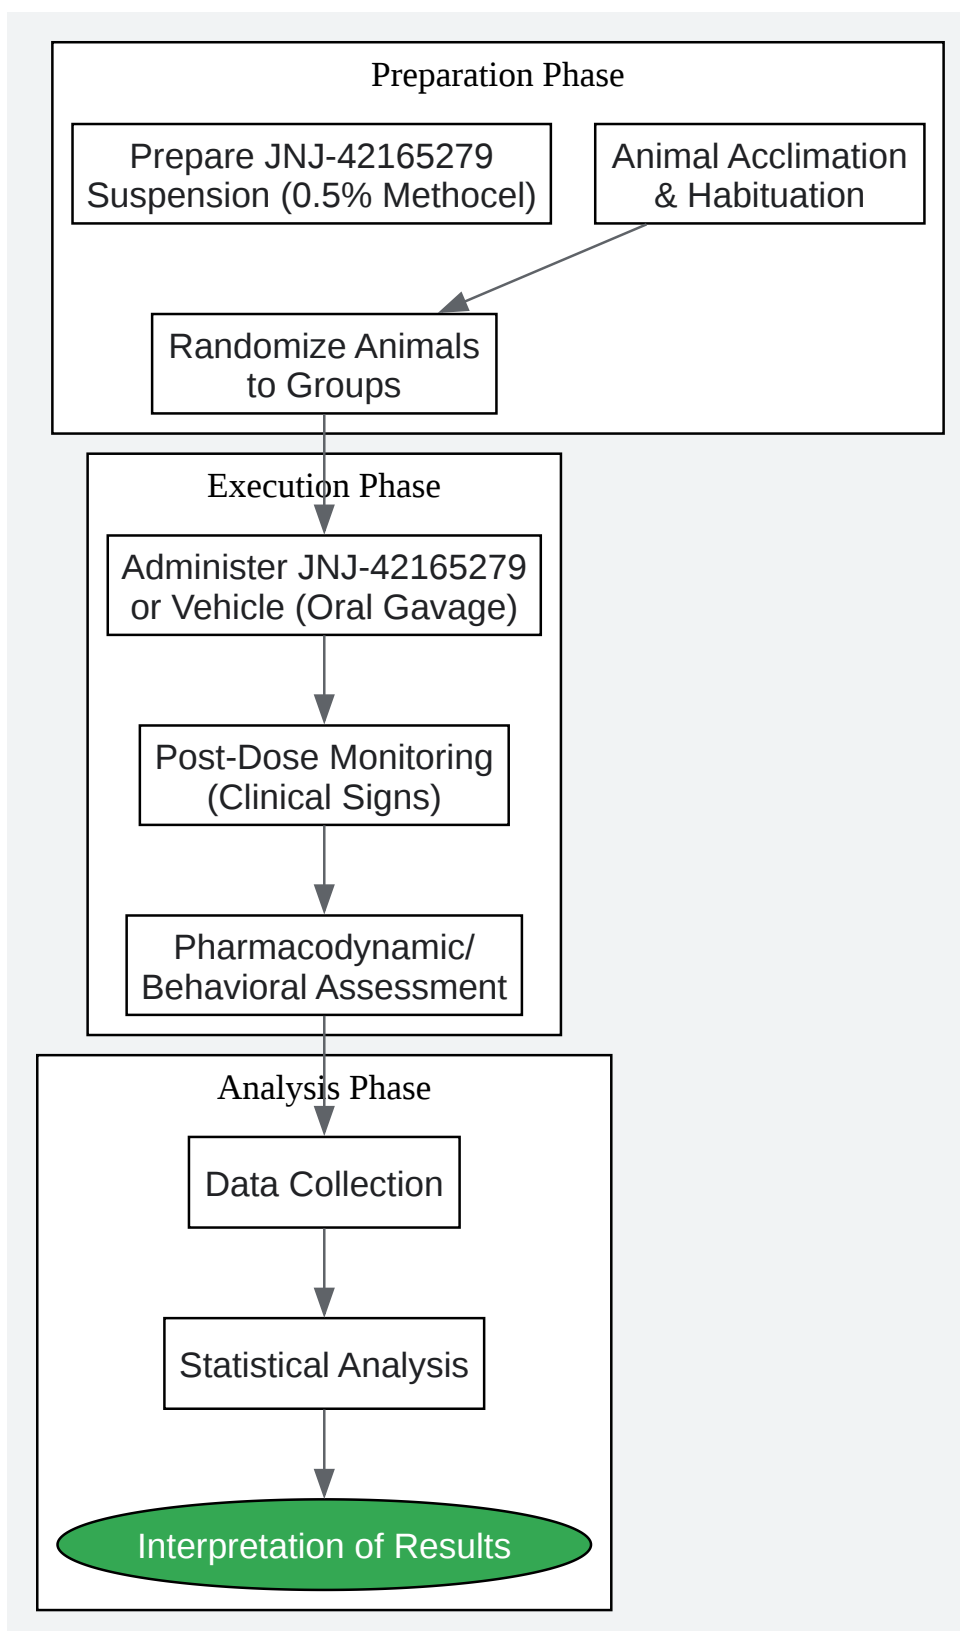 Preparation Phase
Prepare JNJ-42165279
Suspension (0.5% Methocel)
Animal Acclimation
& Habituation
Randomize Animals
to Groups
Execution Phase
Administer JNJ-42165279
or Vehicle (Oral Gavage)
Post-Dose Monitoring
(Clinical Signs)
Pharmacodynamic/
Behavioral Assessment
Analysis Phase
Data Collection
Statistical Analysis
Interpretation of Results